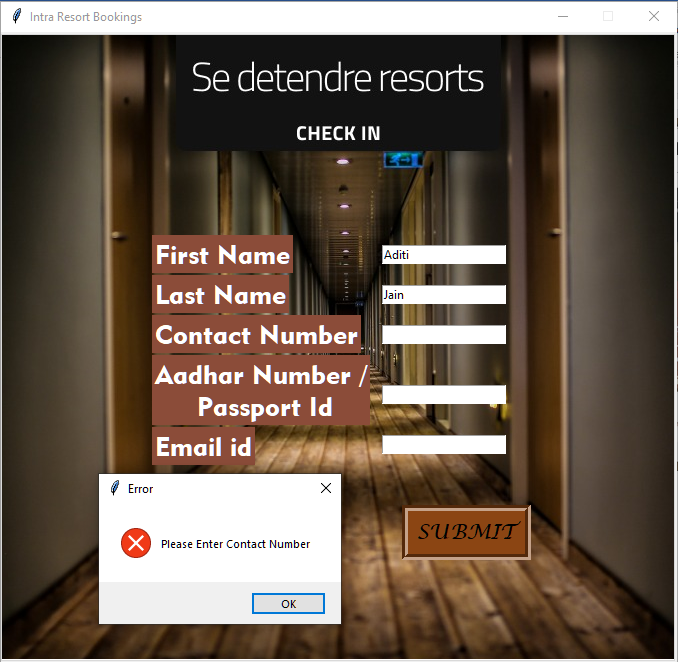 Intra Resort Bookings
Se detendre resorts
CHECK IN
First Name
Aditi
Last Name
Jain
Contact Number
Aadhar Number /
Passport Id
Email id
Error
Please Enter Contact Number
OK
SUBMIT